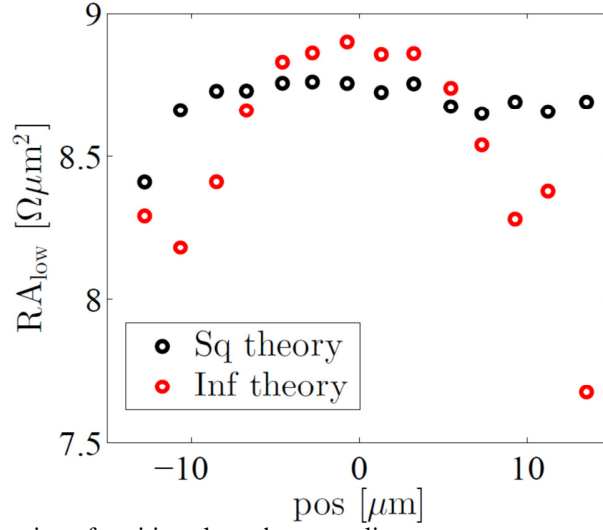 9
8.5
8
7.5
RA_low [Ωµm²]
Sq theory
Inf theory
−10
0
10
pos [µm]